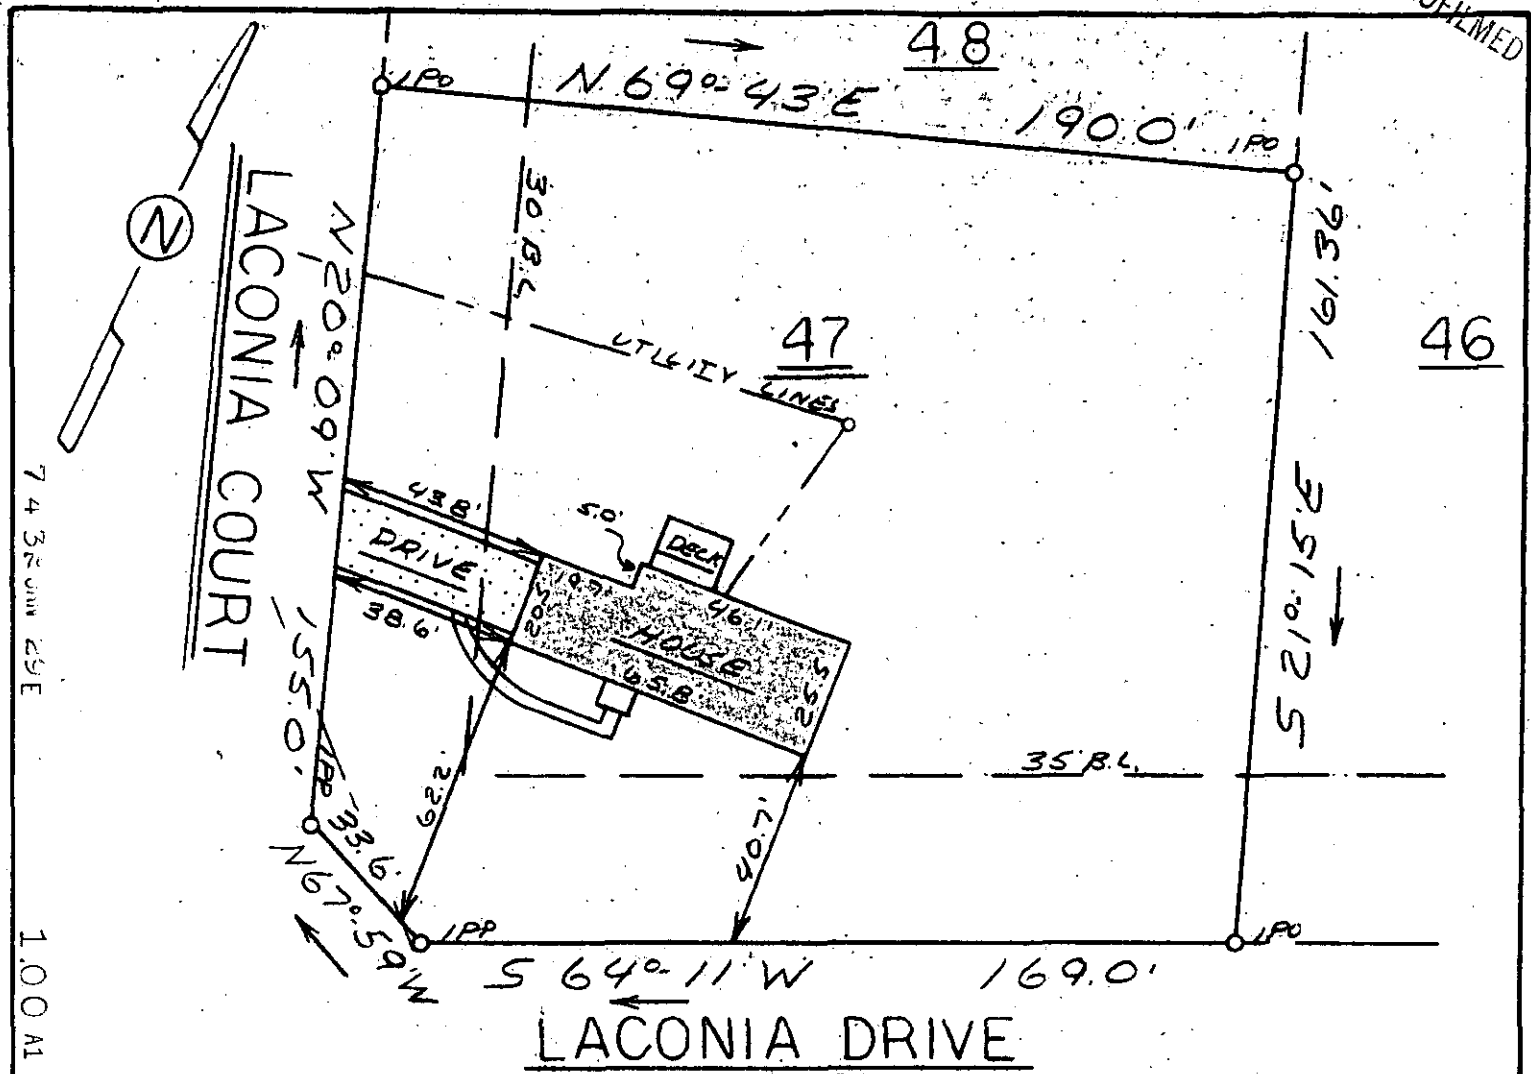 48
N 69°-43'E 190.0'
IPO
IPO
N
LACONIA COURT
N 20°-09'W
155.0'
30' B.L.
161.36'
S 21°-15'E
46
47
UTILITY LINES
43.8'
DRIVE
38.6'
5.0'
DECK
19.7'
46.1'
20.5
HOUSE
65.8'
25.5
62.2'
40.7'
35' B.L.
IPP
33.6'
N 67°-59'W
IPP
IPO
S 64°-11'W 169.0'
LACONIA DRIVE
1.00 A1